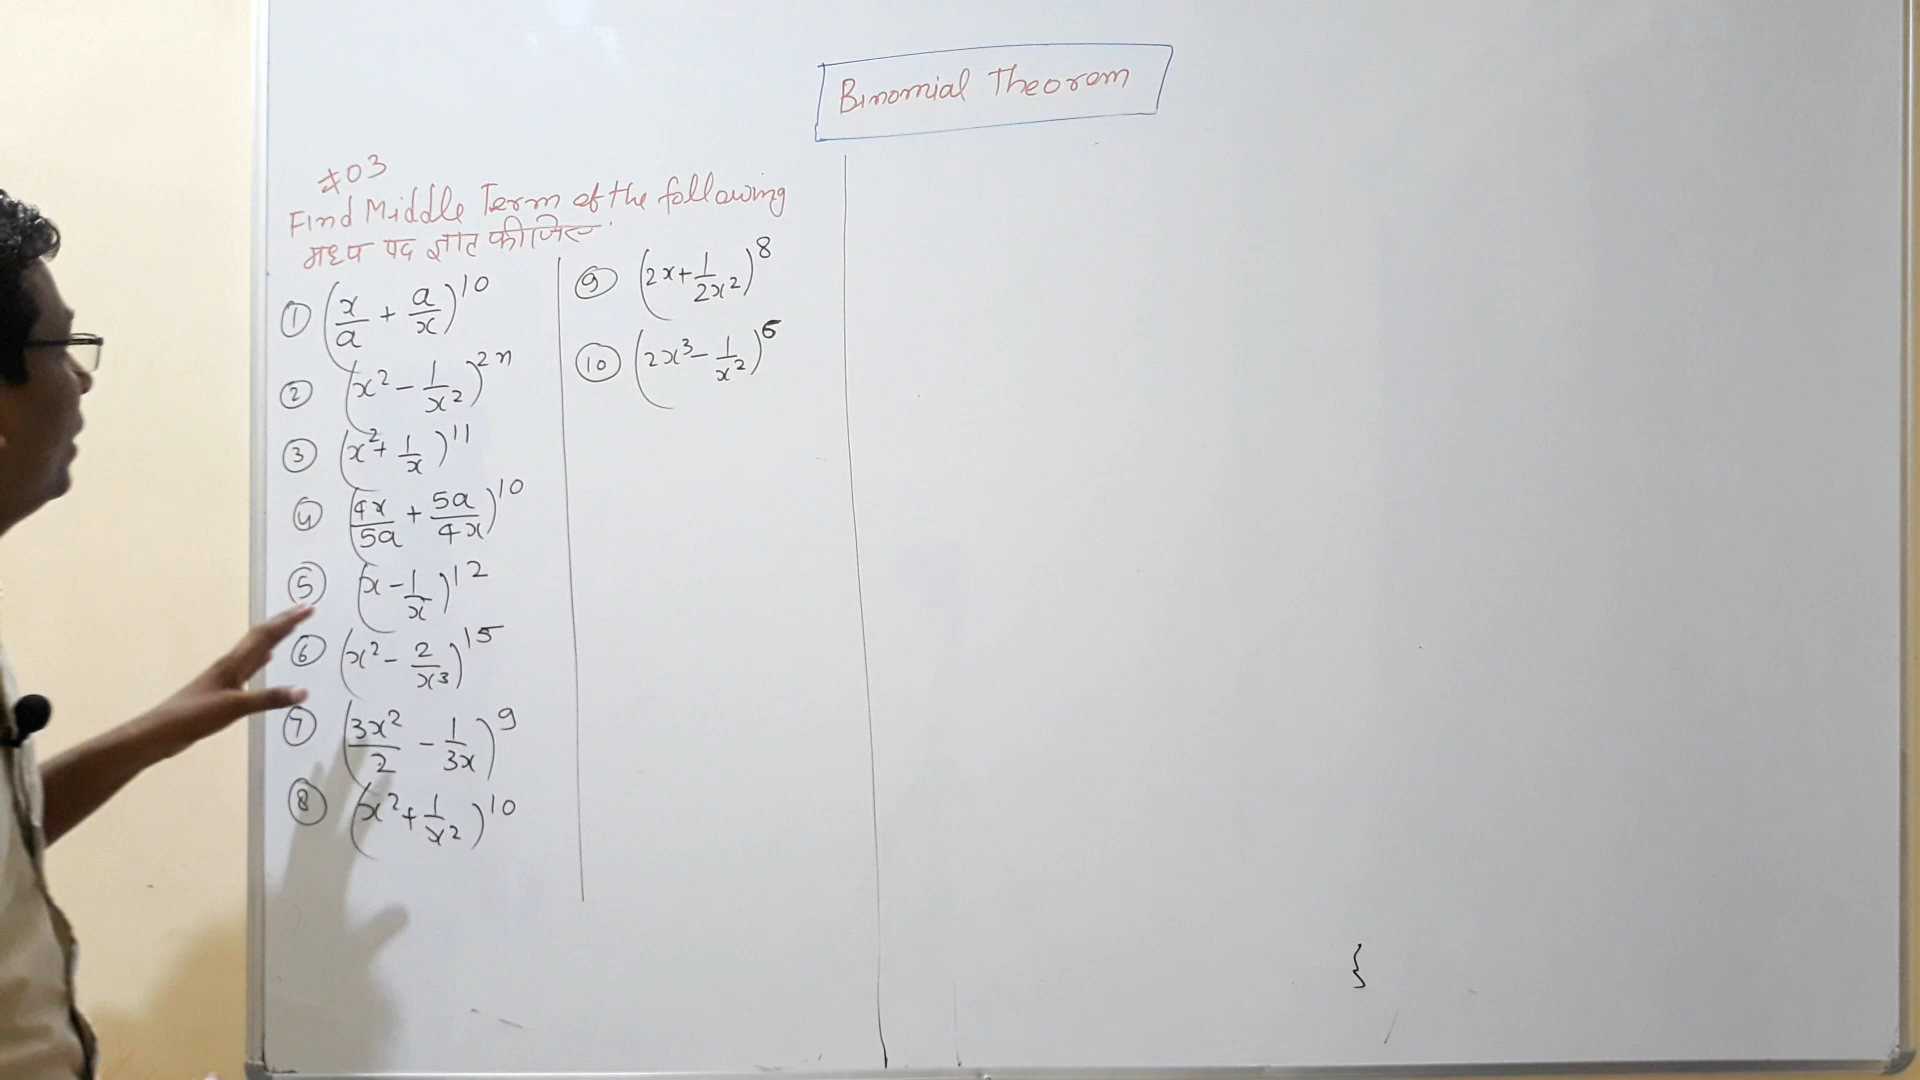 Binomial Theorem
#03
Find Middle Term of the following
मध्य पद ज्ञात कीजिए
① (x/a + a/x)^10
② (x² - 1/x²)^2n
③ (x² + 1/x)^11
④ (4x/5a + 5a/4x)^10
⑤ (x - 1/x)^12
⑥ (x² - 2/x³)^15
⑦ (3x²/2 - 1/3x)^9
⑧ (x² + 1/x²)^10
⑨ (2x + 1/2x²)^8
⑩ (2x³ - 1/x²)^5
}